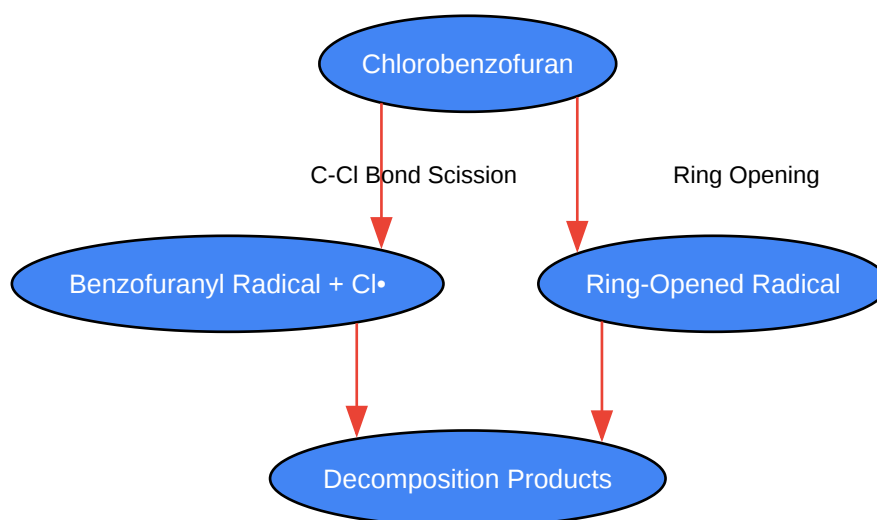 Chlorobenzofuran
C-Cl Bond Scission
Ring Opening
Benzofuranyl Radical + Cl•
Ring-Opened Radical
Decomposition Products